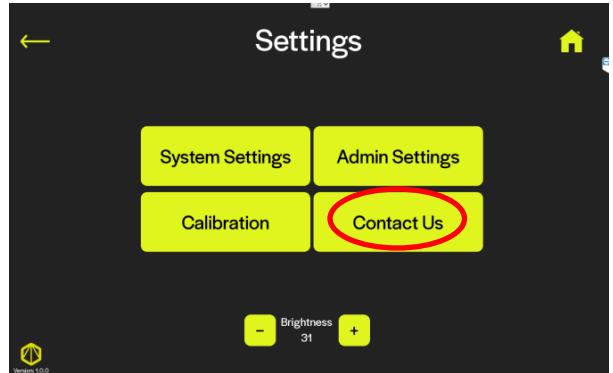 Settings
System Settings
Admin Settings
Calibration
Contact Us
Brightness
31
-
+
Version: 1.0.0